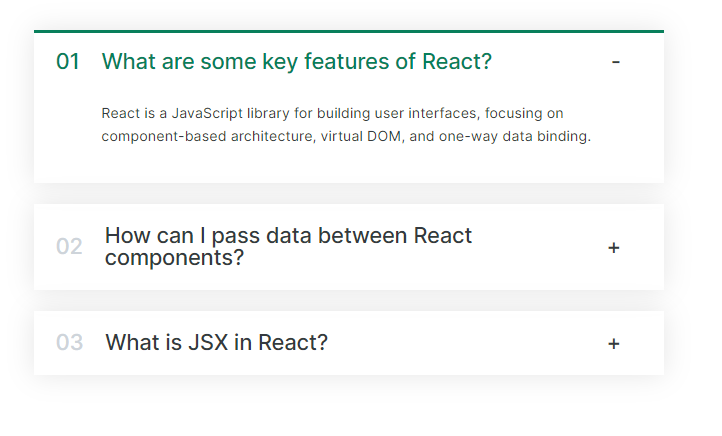 01 What are some key features of React? -
React is a JavaScript library for building user interfaces, focusing on
component-based architecture, virtual DOM, and one-way data binding.
02 How can I pass data between React
components? +
03 What is JSX in React? +